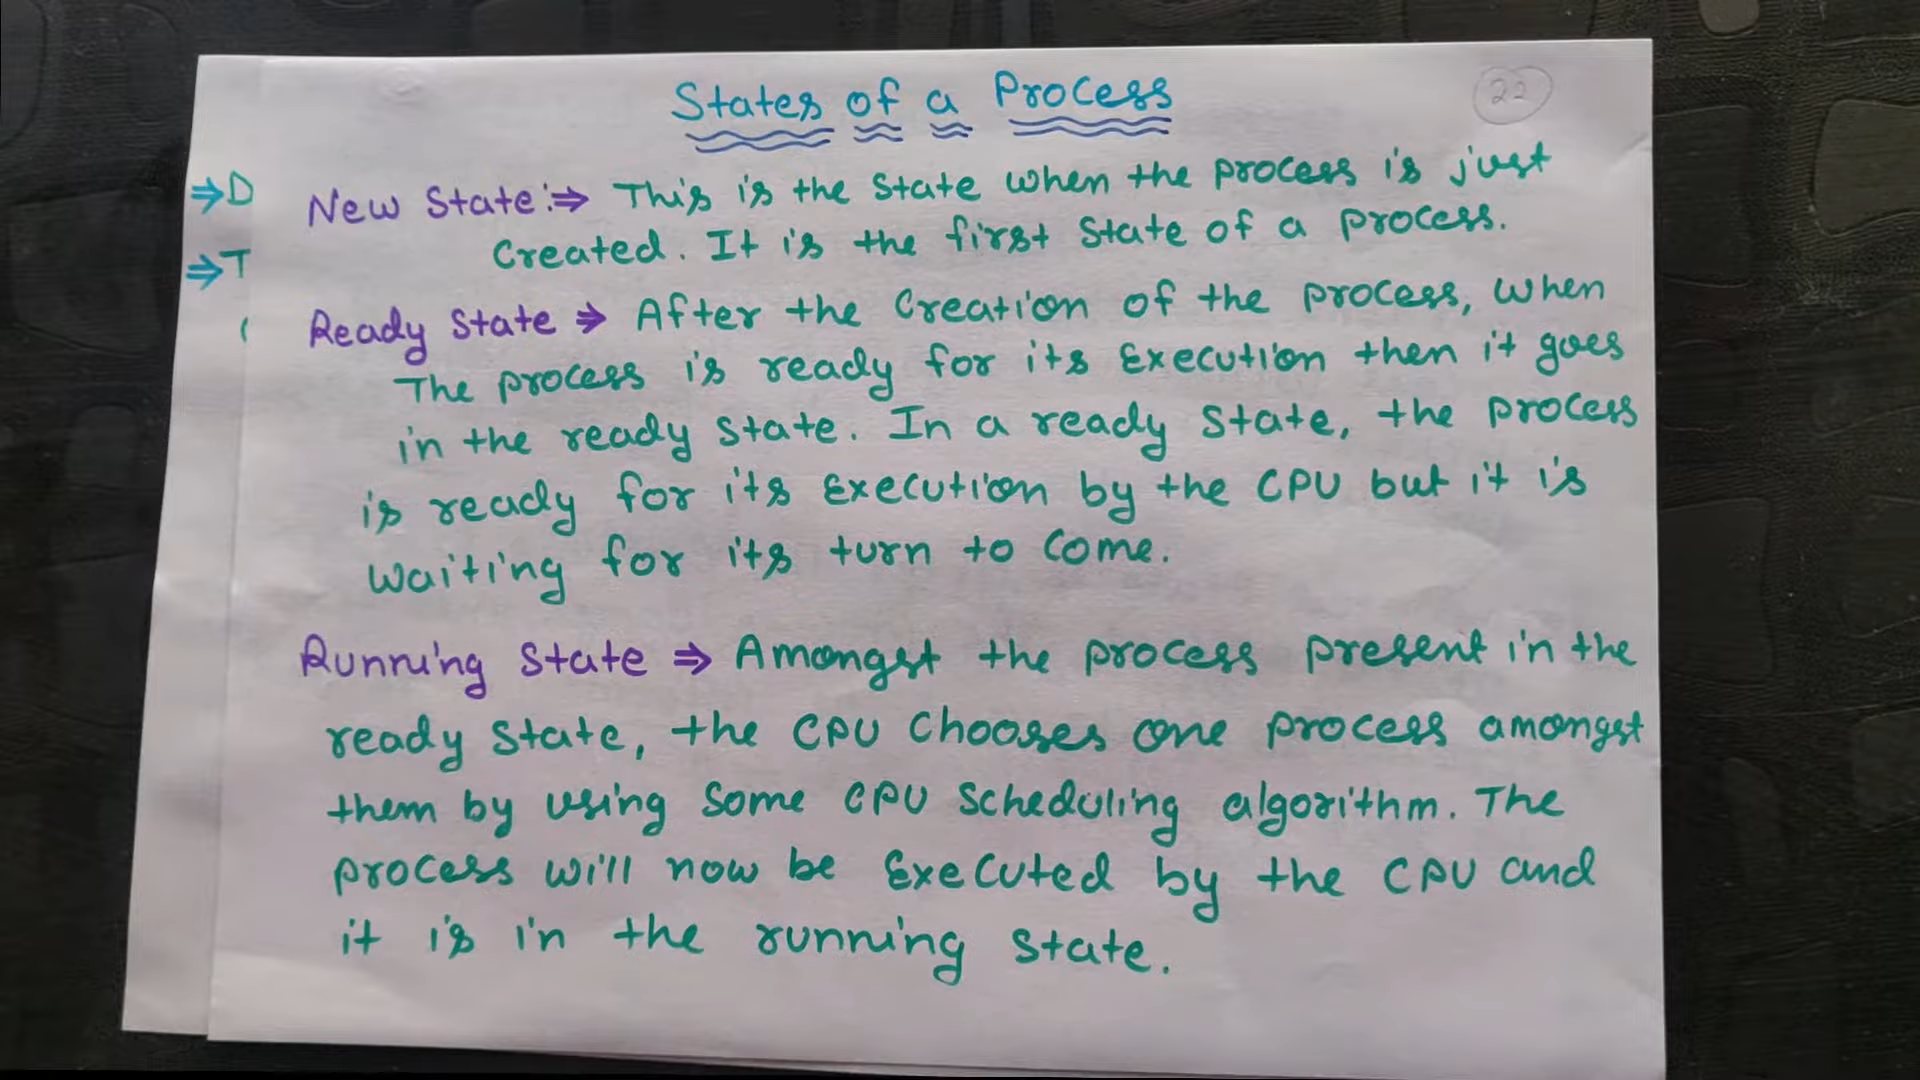 States of a Process
22
⇒D
⇒T
(
New State:⇒ This is the state when the process is just
Created. It is the first state of a process.
Ready State ⇒ After the Creation of the process, when
The process is ready for its Execution then it goes
in the ready state. In a ready state, the process
is ready for its Execution by the CPU but it is
waiting for its turn to come.
Running State ⇒ Amongst the process present in the
ready state, the CPU Chooses one process amongst
them by using some CPU scheduling algorithm. The
process will now be Executed by the CPU and
it is in the running state.